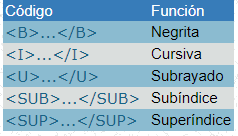 Código Función
<B>...</B> Negrita
<I>...</I> Cursiva
<U>...</U> Subrayado
<SUB>...</SUB> Subíndice
<SUP>...</SUP> Superíndice